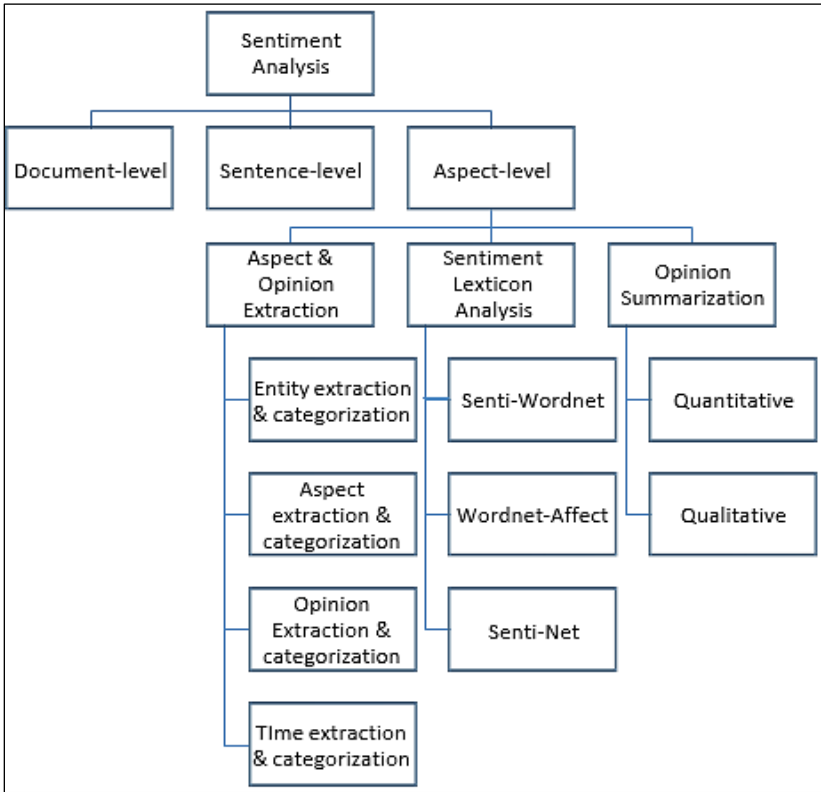 Sentiment
Analysis
Document-level
Sentence-level
Aspect-level
Aspect &
Opinion
Extraction
Sentiment
Lexticon
Analysis
Opinion
Summarization
Entity extraction
& categorization
Senti-Wordnet
Quantitative
Aspect
extraction &
categorization
Wordnet-Affect
Qualitative
Opinion
Extraction &
categorization
Senti-Net
TIme extraction
& categorization